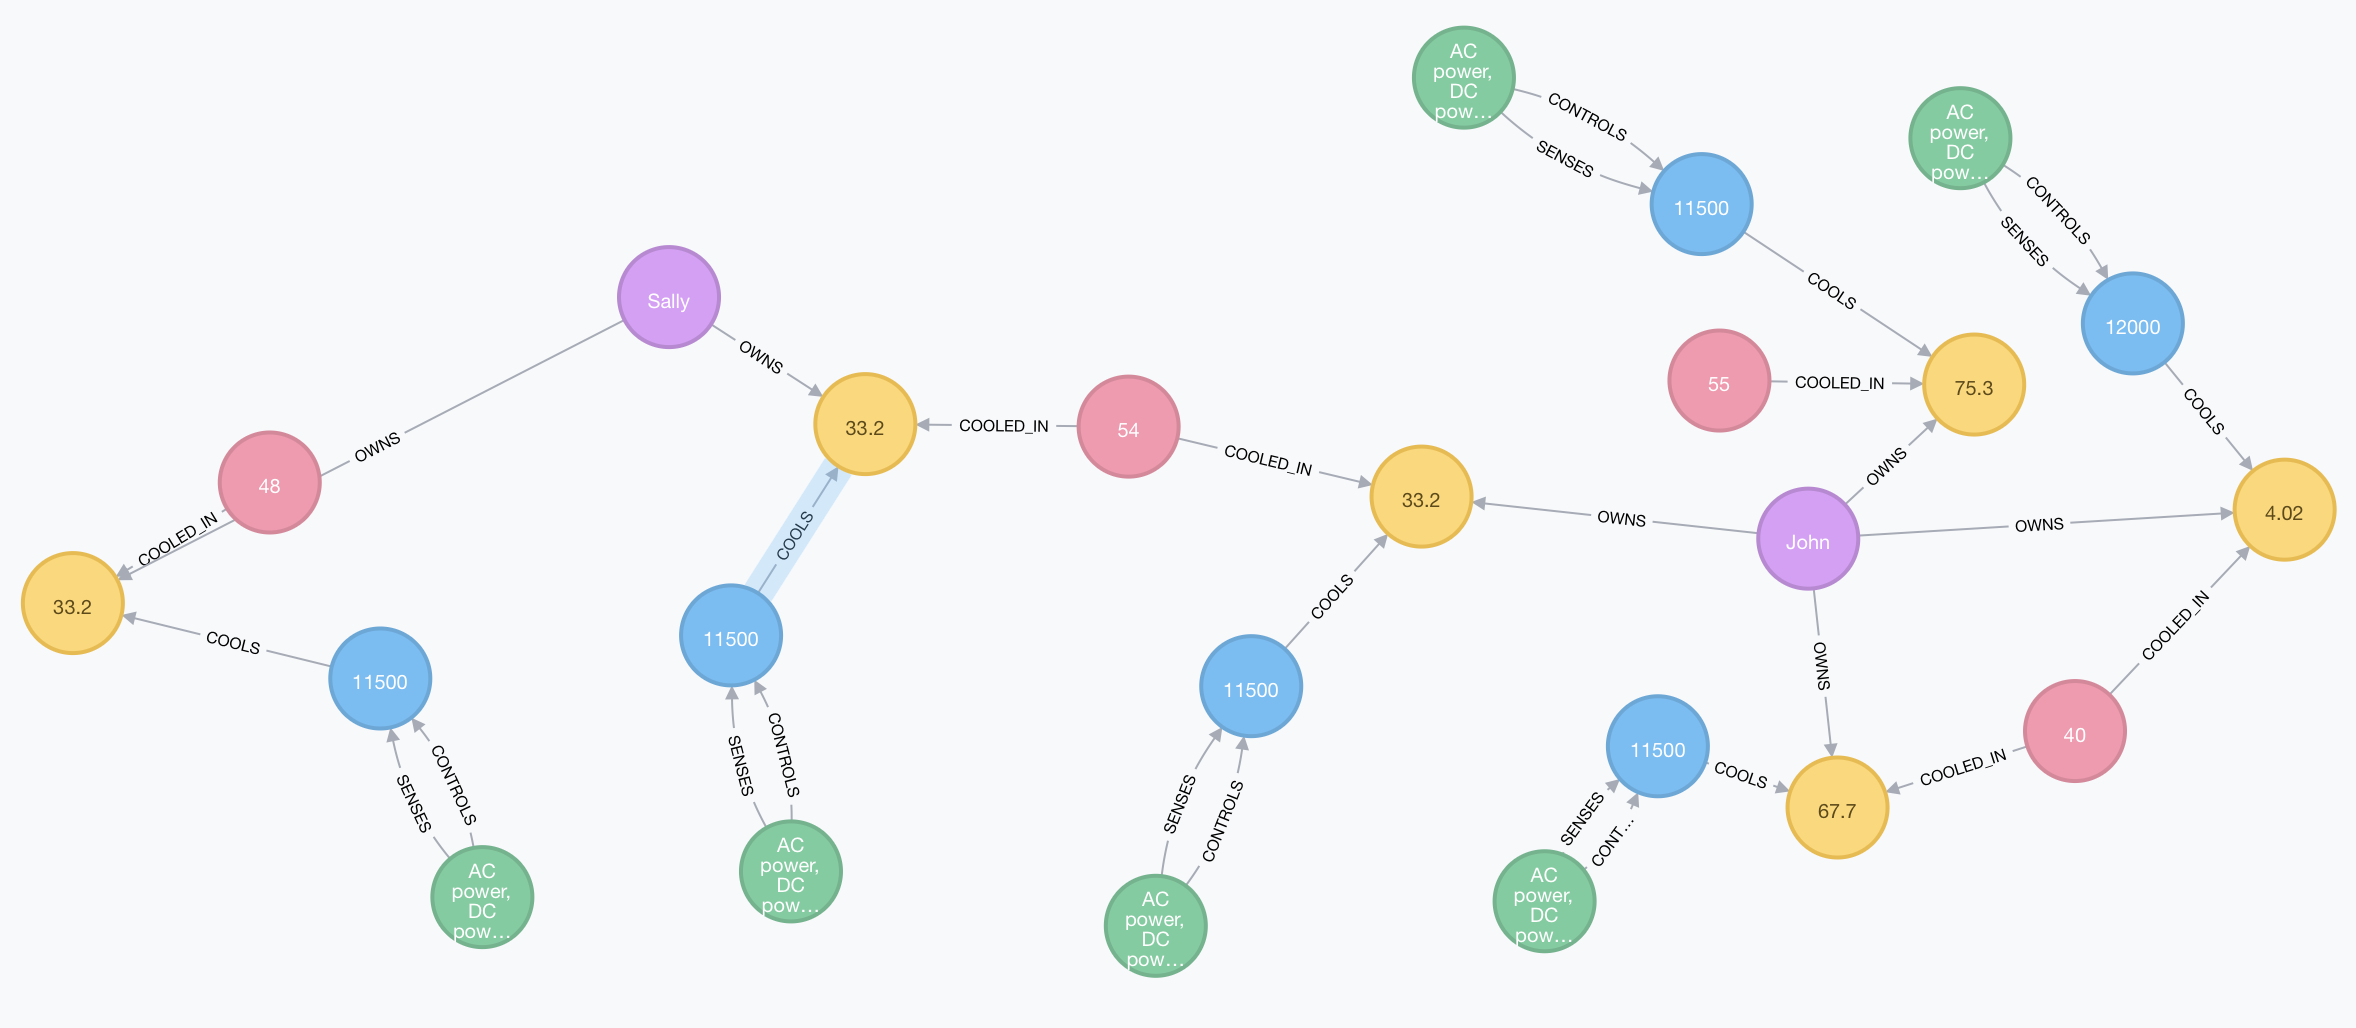 AC
power,
DC
pow...
CONTROLS
SENSES
11500
COOLS
AC
power,
DC
pow...
CONTROLS
SENSES
12000
COOLS
55
COOLED_IN
75.3
OWNS
John
OWNS
4.02
COOLED_IN
40
COOLED_IN
67.7
OWNS
COOLS
11500
SENSES
CONT...
AC
power,
DC
pow...
OWNS
33.2
COOLED_IN
54
COOLED_IN
33.2
OWNS
Sally
OWNS
48
COOLED_IN
33.2
COOLS
11500
CONTROLS
SENSES
AC
power,
DC
pow...
COOLS
11500
SENSES
CONTROLS
AC
power,
DC
pow...
COOLS
11500
SENSES
CONTROLS
AC
power,
DC
pow...